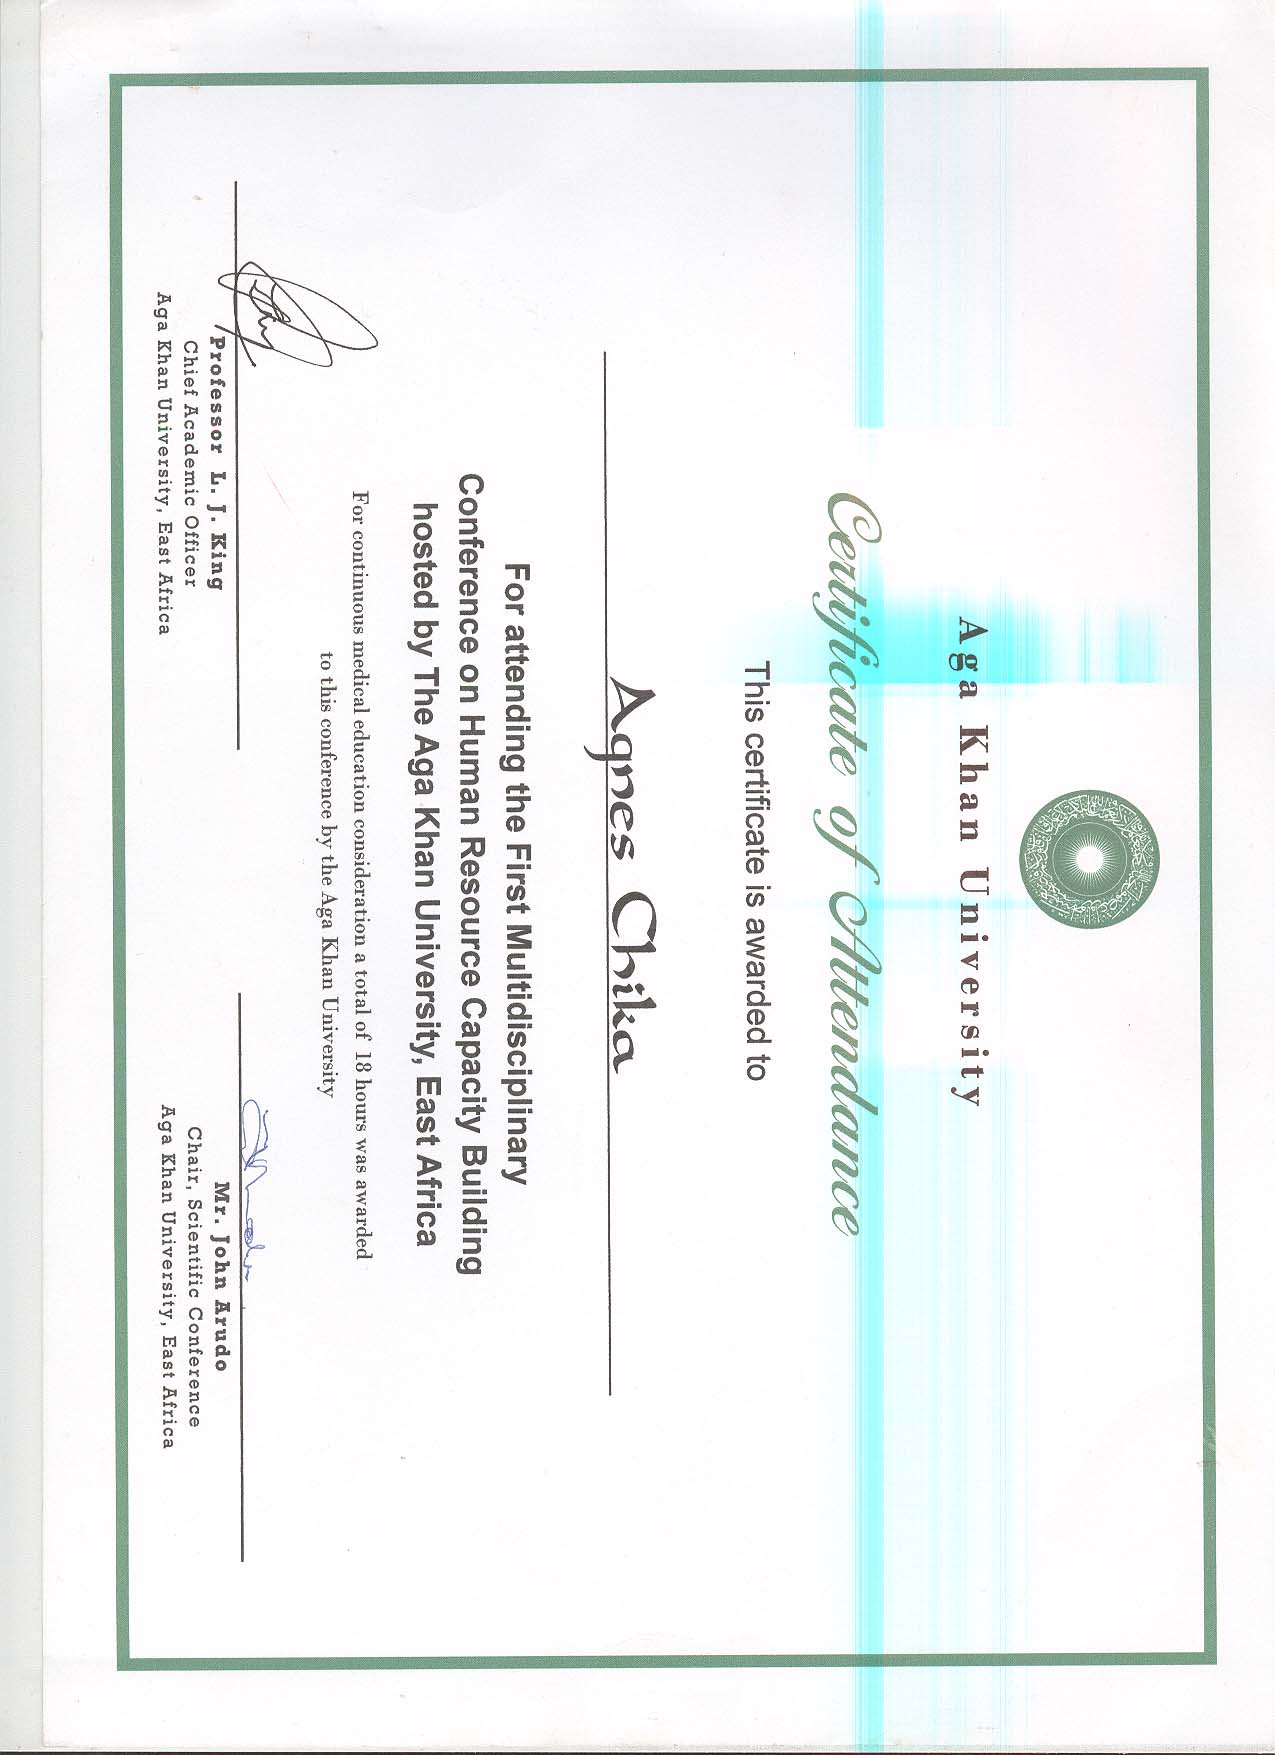 Aga Khan University
Certificate of Attendance
This certificate is awarded to
Agnes Chika
For attending the First Multidisciplinary
Conference on Human Resource Capacity Building
hosted by The Aga Khan University, East Africa
For continuous medical education consideration a total of 18 hours was awarded
to this conference by the Aga Khan University
Professor L. J. King
Chief Academic Officer
Aga Khan University, East Africa
Mr. John Arudo
Chair, Scientific Conference
Aga Khan University, East Africa